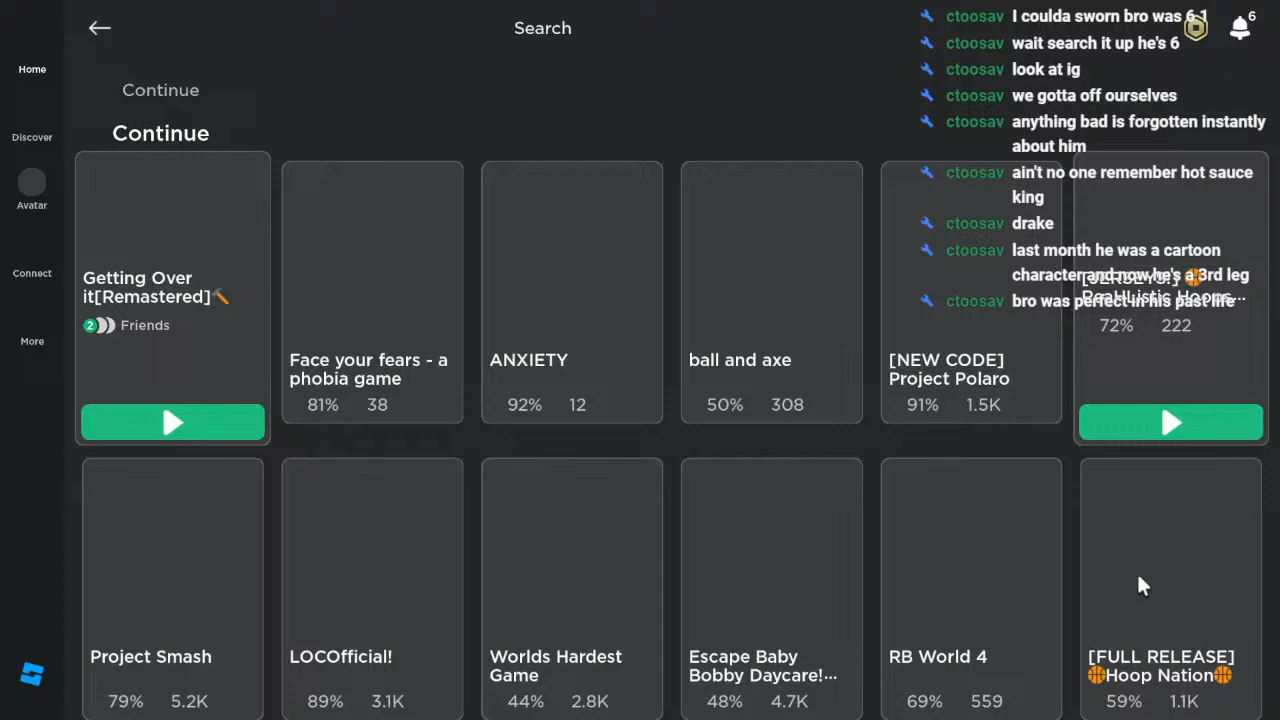 Search
6
Home
Discover
Avatar
Connect
More
Continue
Continue
ctoosav I coulda sworn bro was 6 1
ctoosav wait search it up he's 6
ctoosav look at ig
ctoosav we gotta off ourselves
ctoosav anything bad is forgotten instantly
about him
ctoosav ain't no one remember hot sauce
king
ctoosav drake
ctoosav last month he was a cartoon
character and now he's a 3rd leg
ctoosav bro was perfect in his past life
Getting Over
it[Remastered]🔨
2 Friends
Face your fears - a
phobia game
81% 38
ANXIETY
92% 12
ball and axe
50% 308
[NEW CODE]
Project Polaro
91% 1.5K
[JERSEYS!] 🏀
Hoops...
72% 222
Project Smash
79% 5.2K
LOCOfficial!
89% 3.1K
Worlds Hardest
Game
44% 2.8K
Escape Baby
Bobby Daycare!...
48% 4.7K
RB World 4
69% 559
[FULL RELEASE]
🏀Hoop Nation🏀
59% 1.1K